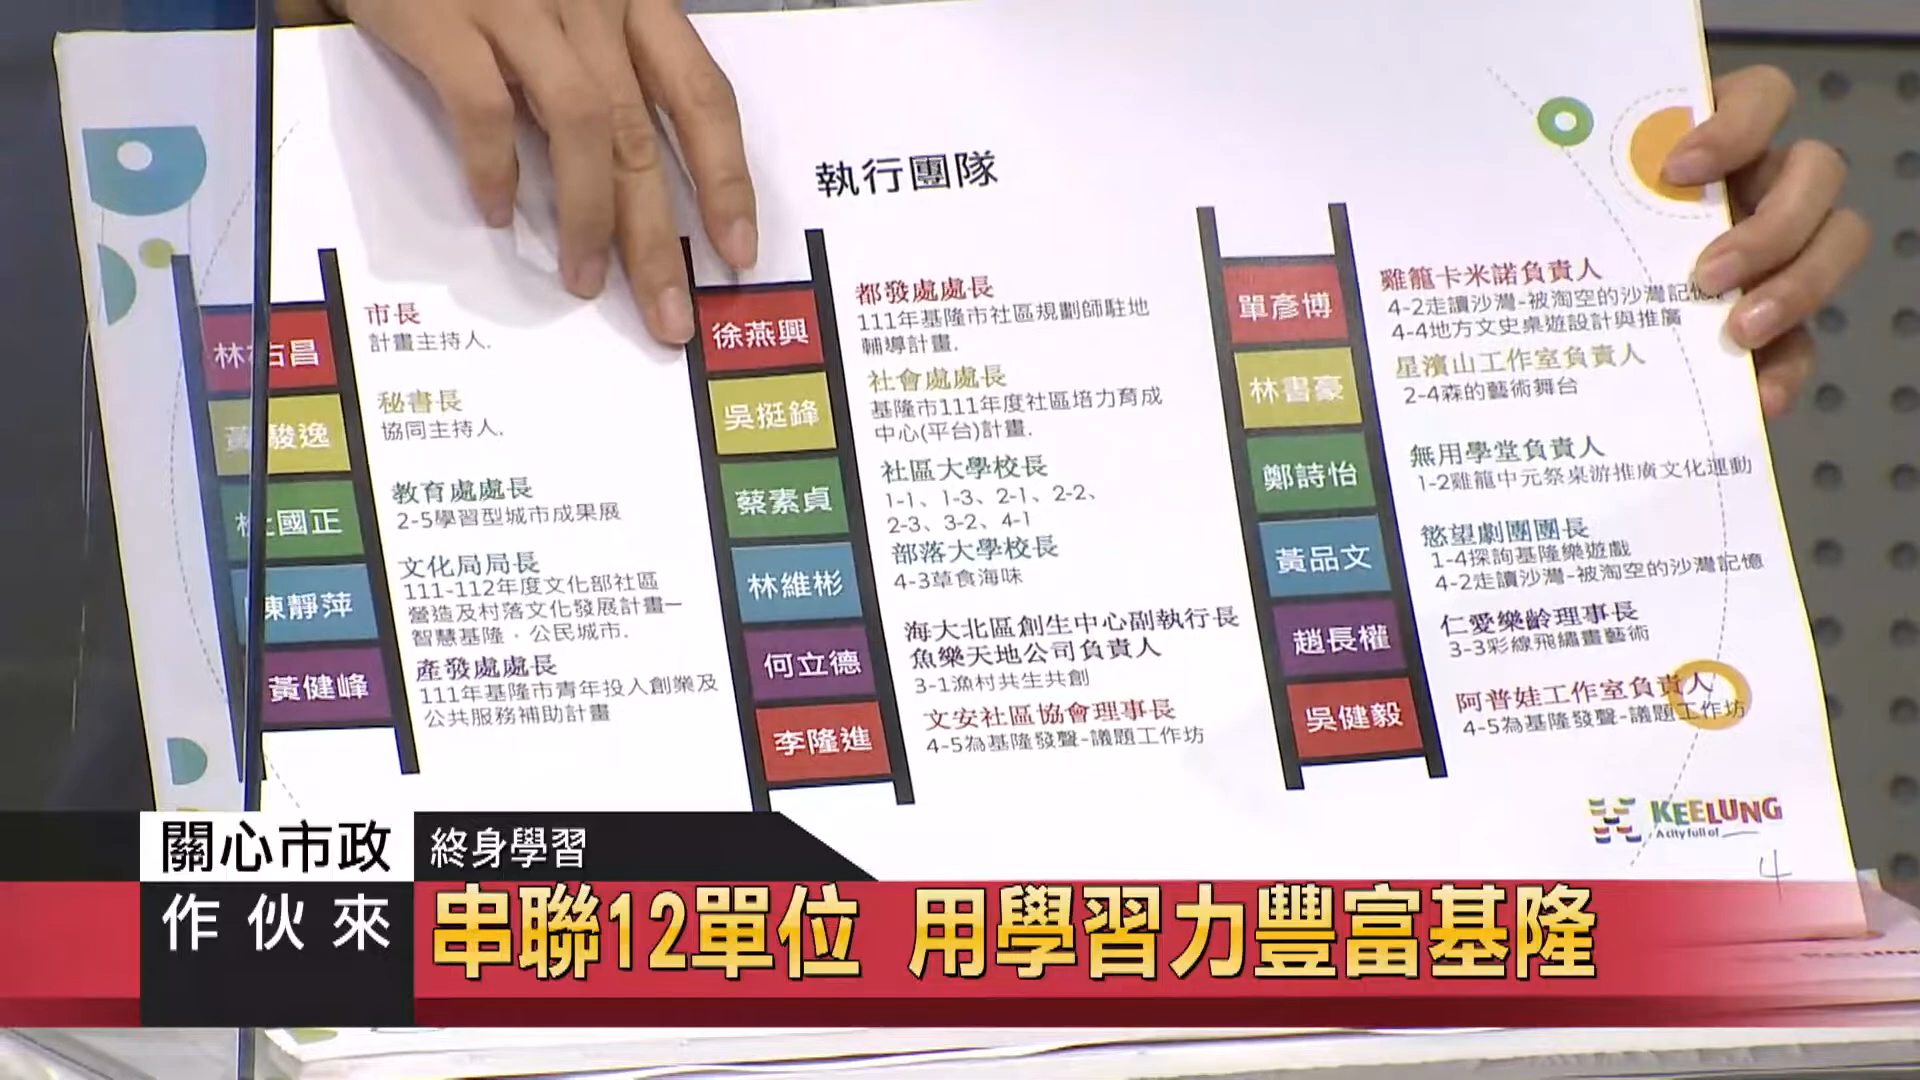 執行團隊
林右昌
市長
計畫主持人.
黃駿逸
秘書長
協同主持人.
杜國正
教育處處長
2-5學習型城市成果展
陳靜萍
文化局局長
111-112年度文化部社區
營造及村落文化發展計畫—
智慧基隆．公民城市.
黃健峰
產發處處長
111年基隆市青年投入創業及
公共服務補助計畫
徐燕興
都發處處長
111年基隆市社區規劃師駐地
輔導計畫.
吳挺鋒
社會處處長
基隆市111年度社區培力育成
中心(平台)計畫.
蔡素貞
社區大學校長
1-1、1-3、2-1、2-2、
2-3、3-2、4-1
林維彬
部落大學校長
4-3草食海味
何立德
海大北區創生中心副執行長
魚樂天地公司負責人
3-1漁村共生共創
李隆進
文安社區協會理事長
4-5為基隆發聲-議題工作坊
單彥博
雞籠卡米諾負責人
4-2走讀沙灣-被淘空的沙灣記憶
4-4地方文史桌遊設計與推廣
林書豪
星濱山工作室負責人
2-4森的藝術舞台
鄭詩怡
無用學堂負責人
1-2雞籠中元祭桌游推廣文化運動
黃品文
慾望劇團團長
1-4探詢基隆樂遊戲
4-2走讀沙灣-被淘空的沙灣記憶
趙長權
仁愛樂齡理事長
3-3彩線飛繡畫藝術
吳健毅
阿普蛙工作室負責人
4-5為基隆發聲-議題工作坊
KEELUNG
A city full of
4
關心市政
作伙來
終身學習
串聯12單位 用學習力豐富基隆